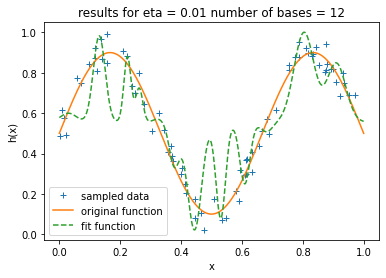 results for eta = 0.01 number of bases = 12
h(x)
1.0
0.8
0.6
0.4
0.2
0.0
sampled data
original function
fit function
0.0 0.2 0.4 0.6 0.8 1.0
x